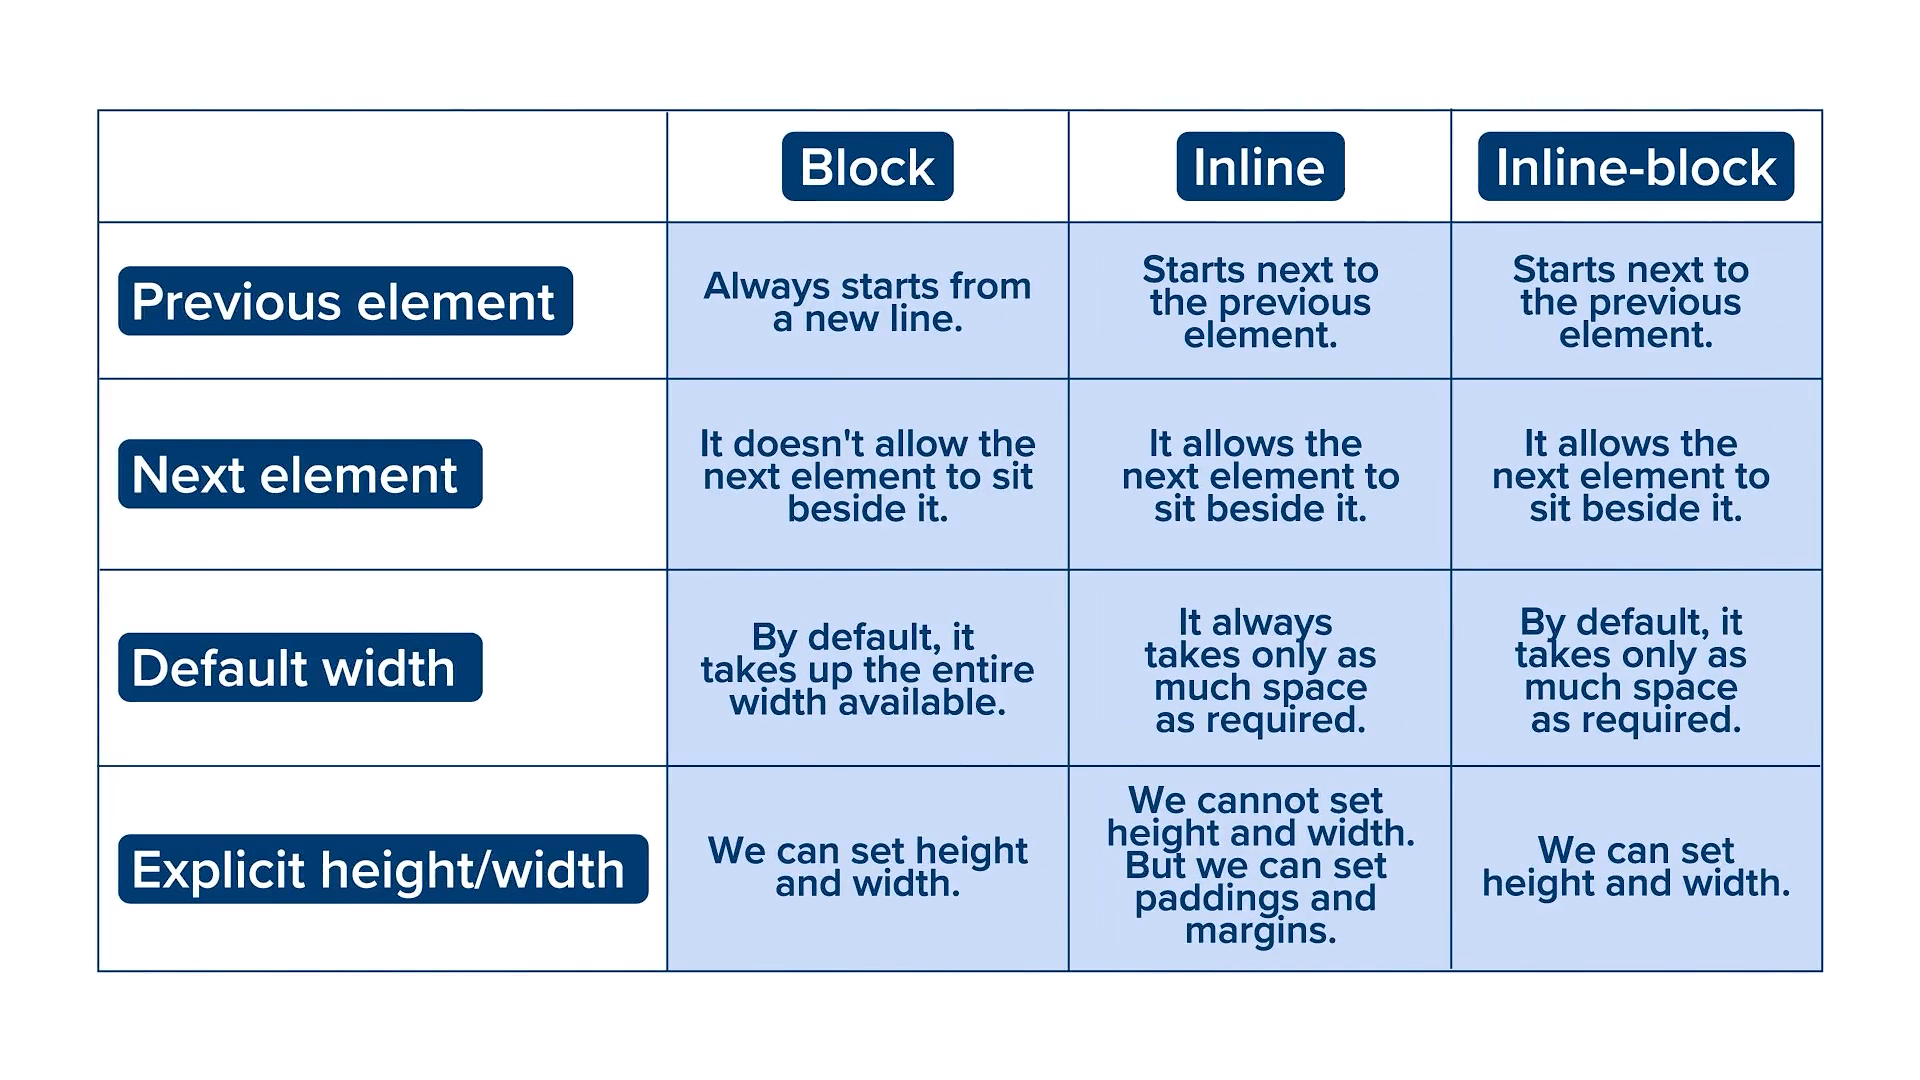 Block
Inline
Inline-block
Previous element
Always starts from
a new line.
Starts next to
the previous
element.
Starts next to
the previous
element.
Next element
It doesn't allow the
next element to sit
beside it.
It allows the
next element to
sit beside it.
It allows the
next element to
sit beside it.
Default width
By default, it
takes up the entire
width available.
It always
takes only as
much space
as required.
By default, it
takes only as
much space
as required.
Explicit height/width
We can set height
and width.
We cannot set
height and width.
But we can set
paddings and
margins.
We can set
height and width.